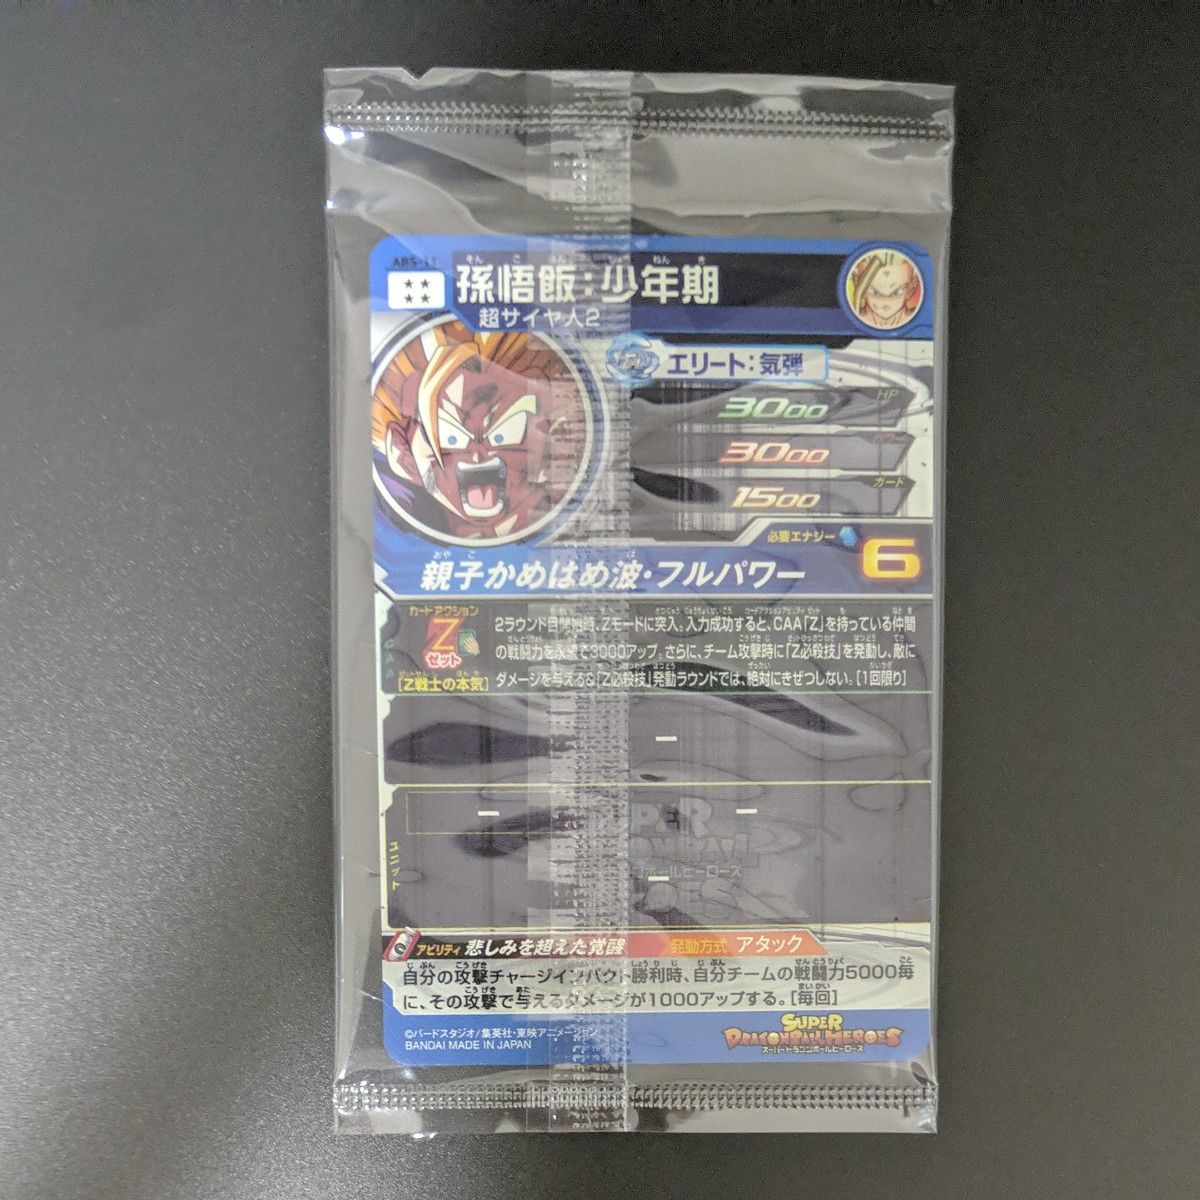 ARS-11
孫悟飯:少年期
超サイヤ人2
エリート:気弾
3000 HP
3000 パワー
1500 ガード
必要エナジー 6
親子かめはめ波・フルパワー
カードアクション
Z
ゼット
[Z戦士の本気]
2ラウンド目開始時、Zモードに突入。入力成功すると、CAA「Z」を持っている仲間
の戦闘力を永続で3000アップ。さらに、チーム攻撃時に「Z必殺技」を発動し、敵に
ダメージを与える&「Z必殺技」発動ラウンドでは、絶対にきぜつしない。[1回限り]
ー
ー ー
ー
ユニット
アビリティ 悲しみを超えた覚醒 発動方式 アタック
自分の攻撃チャージインパクト勝利時、自分チームの戦闘力5000毎
に、その攻撃で与えるダメージが1000アップする。[毎回]
©バードスタジオ/集英社・東映アニメーション
BANDAI MADE IN JAPAN
SUPER
DRAGONBALL HEROES
スーパードラゴンボールヒーローズ